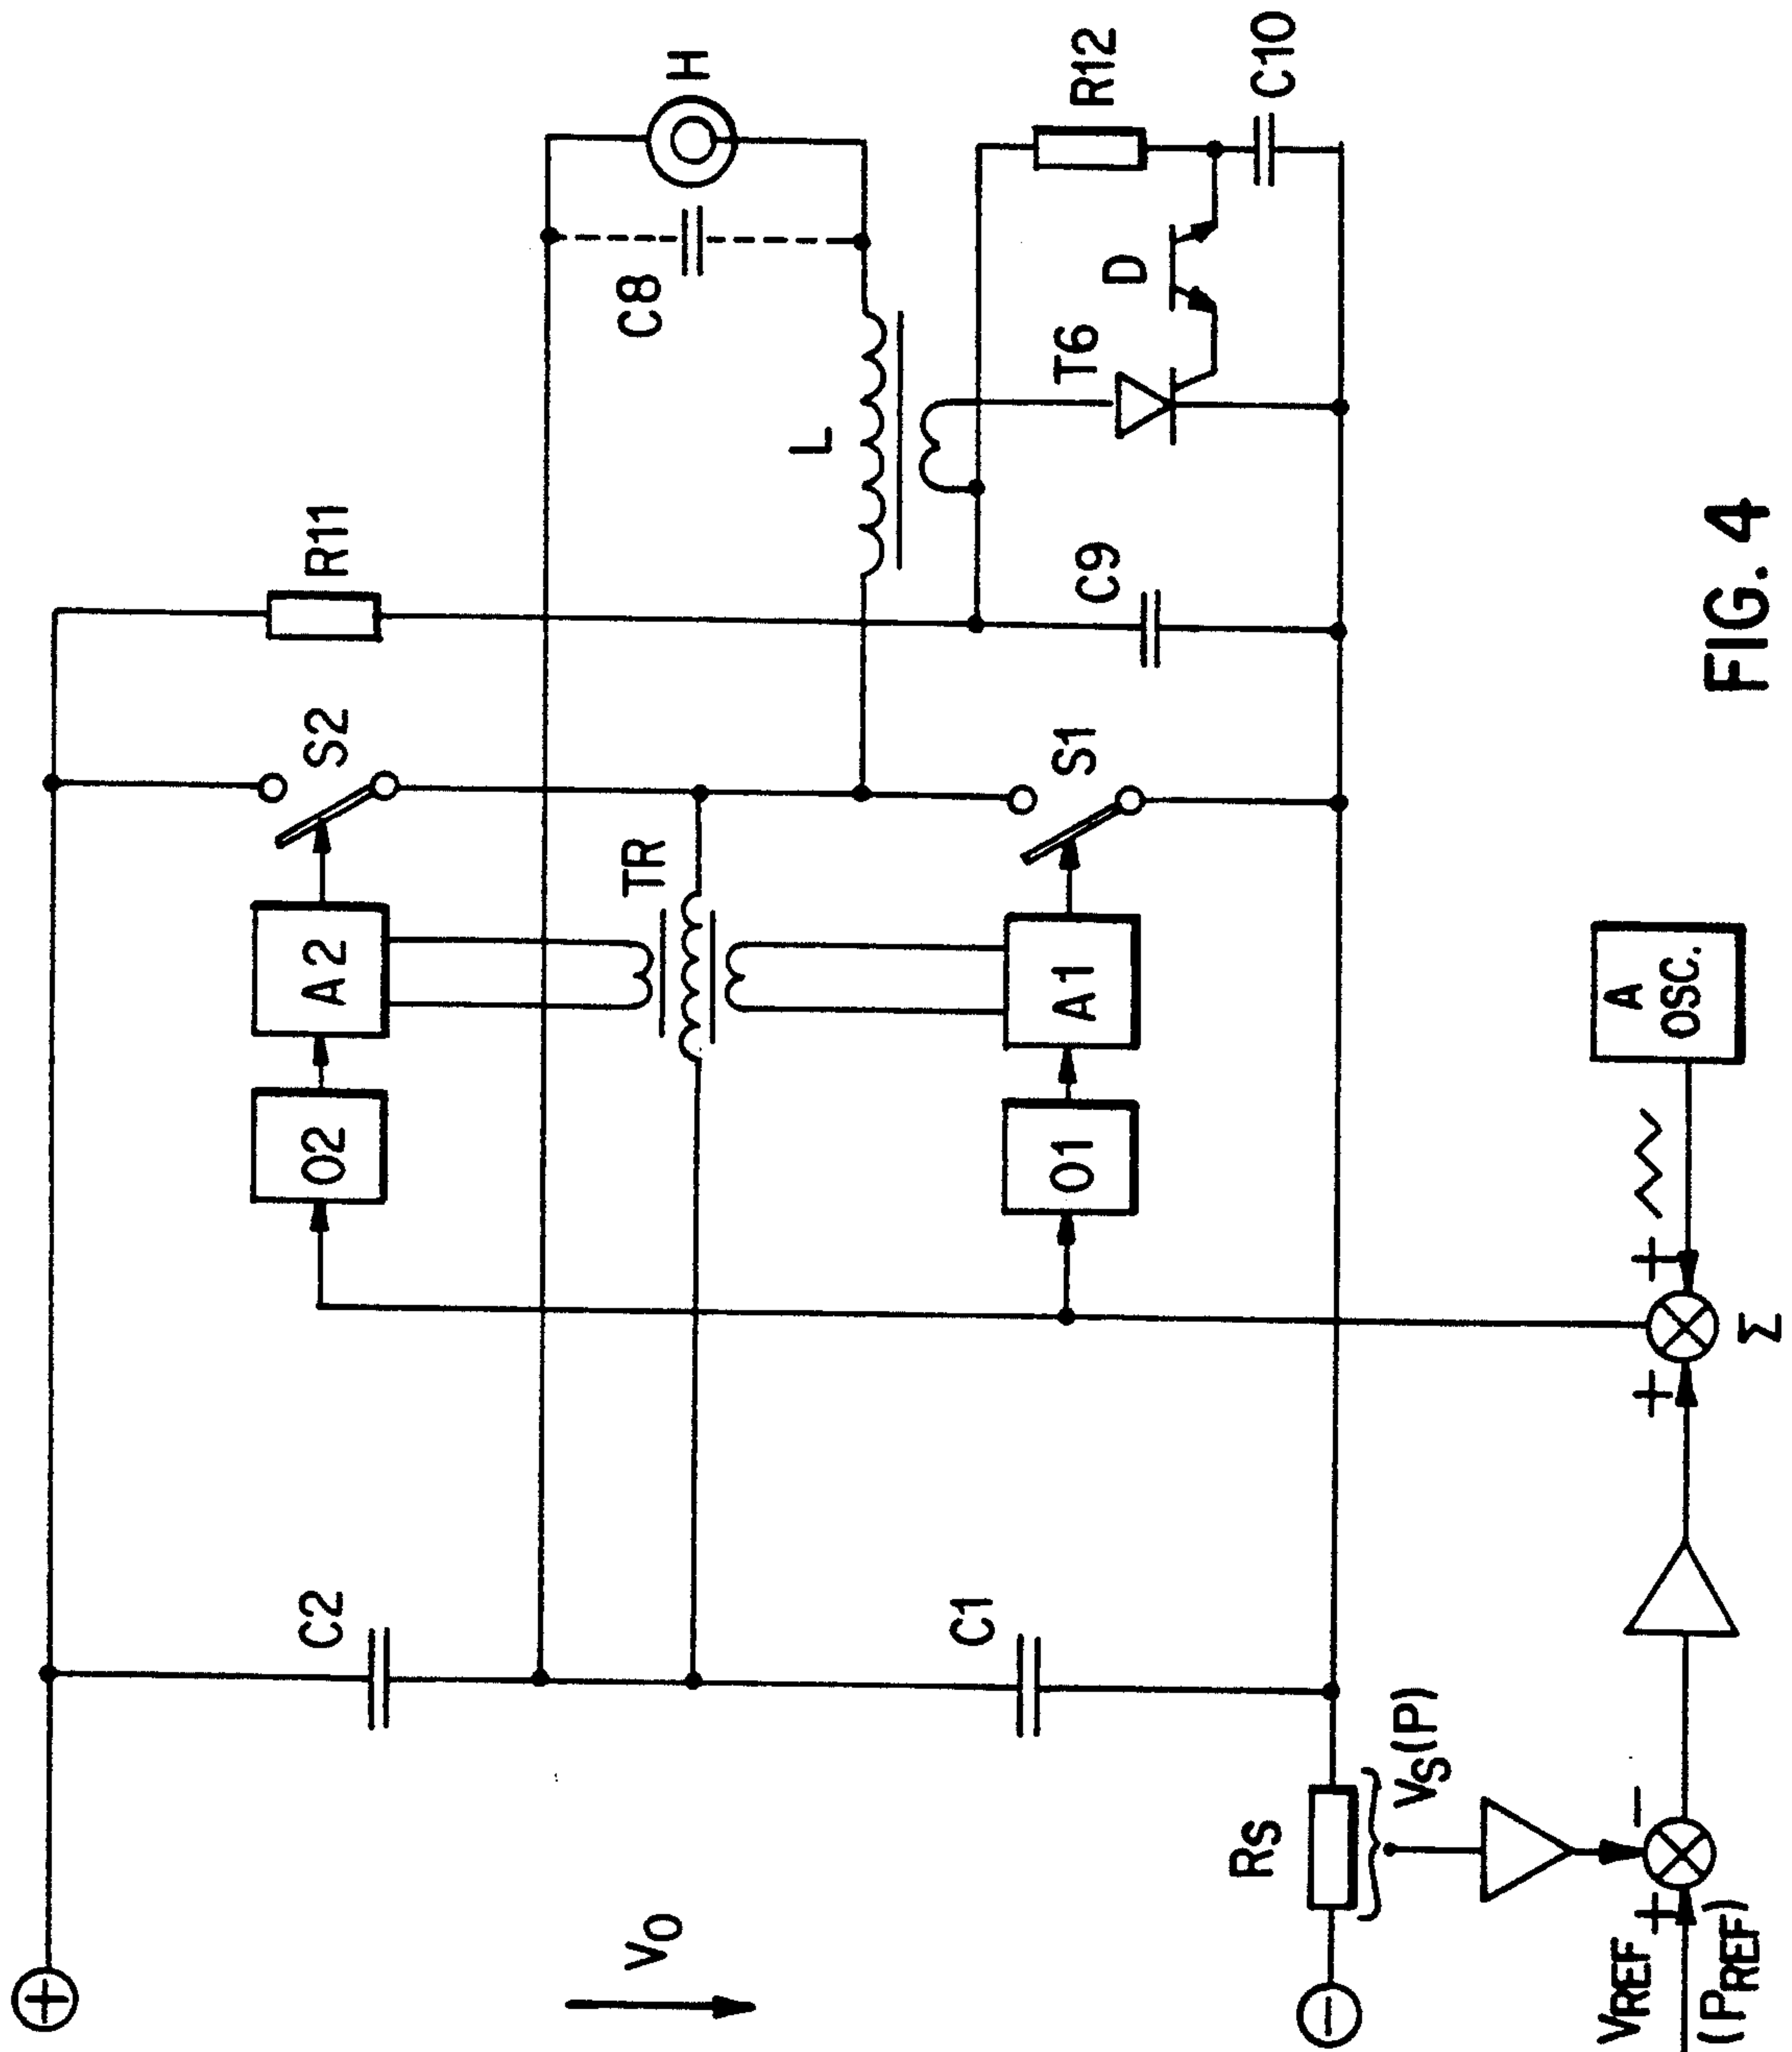 H
R12
C10
C8
D
T6
L
R11
C9
S2
S1
TR
A2
A1
A
OSC.
O2
O1
+
+
Σ
C2
C1
VS(P)
RS
−
+
VO
VREF
(PREF)
+
−
FIG. 4